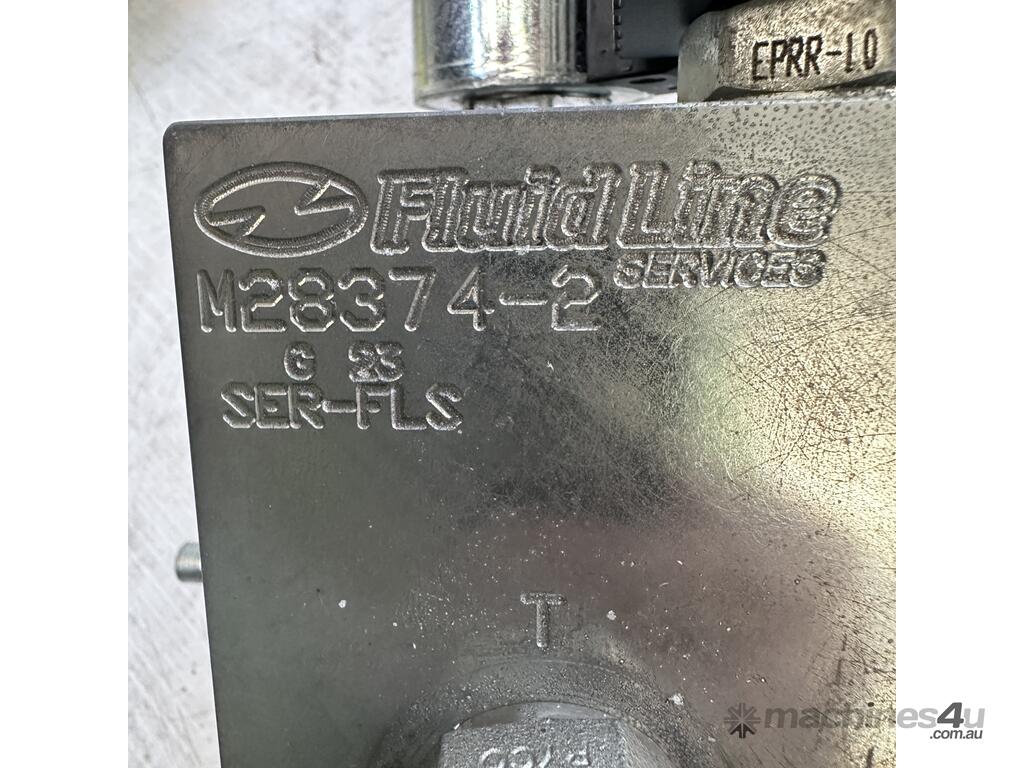 EPRR-10
Fluid Line
SERVICES
M28374-2
G 23
SER-FLS
T
machines4u
.com.au